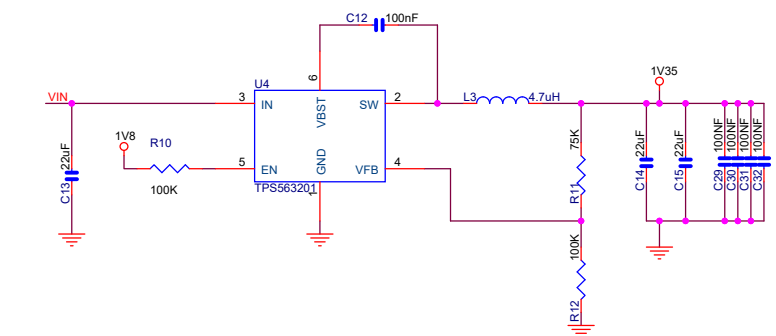 C12 100nF
U4
VIN 3 IN 6 VBST SW 2 L3 4.7uH 1V35
1V8 R10 5 EN GND VFB 4
100K TPS563201 1
C13 22uF
R11 75K
C14 22uF
C15 22uF
C29 100NF
C30 100NF
C31 100NF
C32 100NF
R12 100K